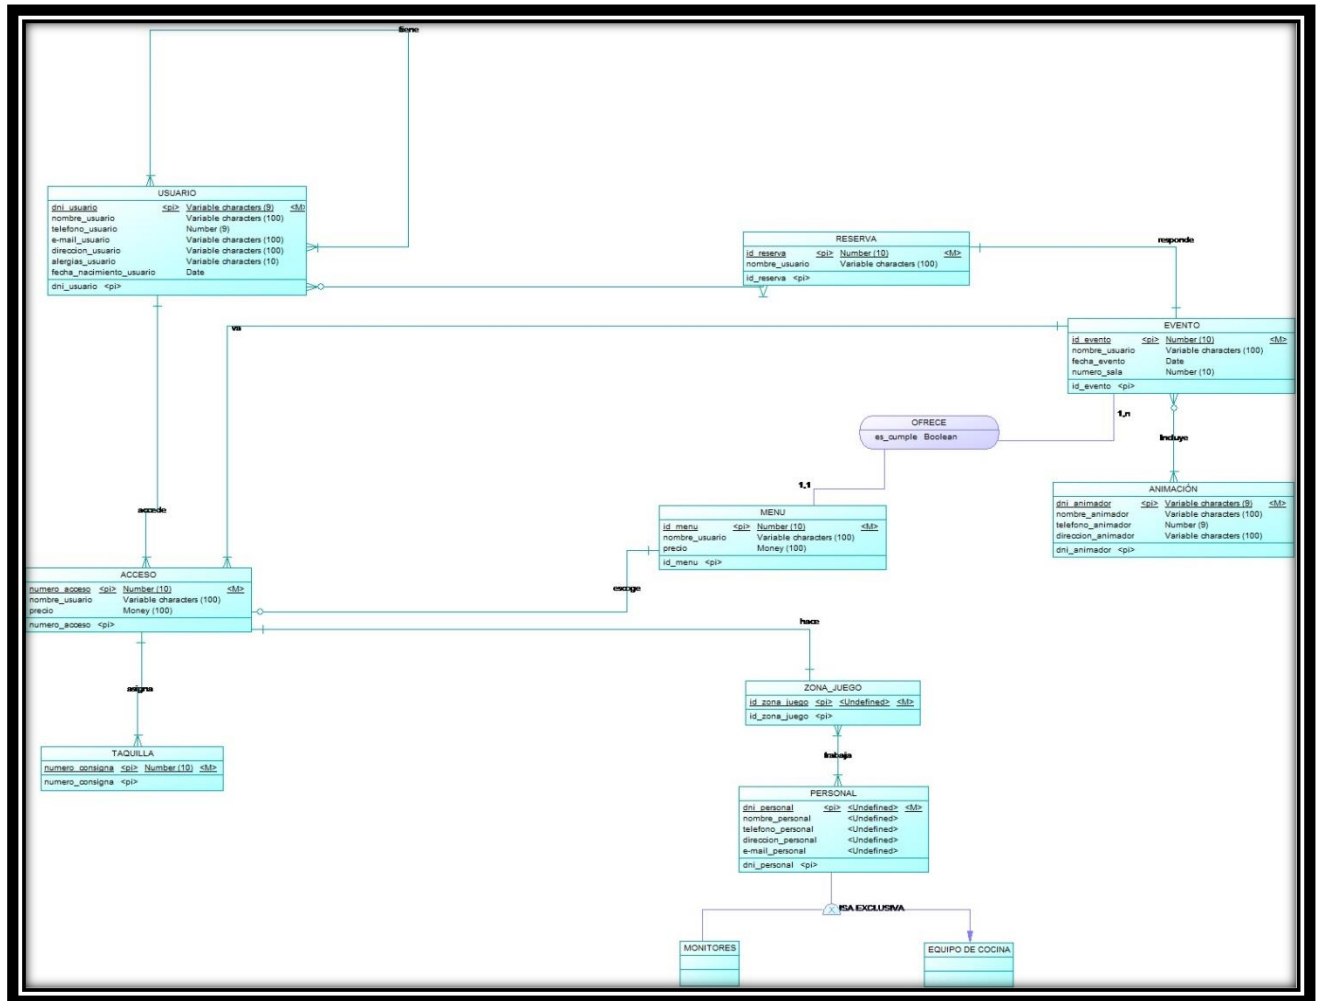 tiene
USUARIO
dni_usuario <pi> Variable characters (9) <M>
nombre_usuario Variable characters (100)
telefono_usuario Number (9)
e-mail_usuario Variable characters (100)
direccion_usuario Variable characters (100)
alergias_usuario Variable characters (10)
fecha_nacimiento_usuario Date
dni_usuario <pi>
RESERVA
id_reserva <pi> Number (10) <M>
nombre_usuario Variable characters (100)
id_reserva <pi>
responde
va
EVENTO
id_evento <pi> Number (10) <M>
nombre_usuario Variable characters (100)
fecha_evento Date
numero_sala Number (10)
id_evento <pi>
OFRECE
es_cumple Boolean
1,n
1,1
Incluye
ANIMACIÓN
dni_animador <pi> Variable characters (9) <M>
nombre_animador Variable characters (100)
telefono_animador Number (9)
direccion_animador Variable characters (100)
dni_animador <pi>
accede
MENU
id_menu <pi> Number (10) <M>
nombre_usuario Variable characters (100)
precio Money (100)
id_menu <pi>
escoge
ACCESO
numero_acceso <pi> Number (10) <M>
nombre_usuario Variable characters (100)
precio Money (100)
numero_acceso <pi>
hace
asigna
ZONA_JUEGO
id_zona_juego <pi> <Undefined> <M>
id_zona_juego <pi>
TAQUILLA
numero_consigna <pi> Number (10) <M>
numero_consigna <pi>
trabaja
PERSONAL
dni_personal <pi> <Undefined> <M>
nombre_personal <Undefined>
telefono_personal <Undefined>
direccion_personal <Undefined>
e-mail_personal <Undefined>
dni_personal <pi>
ISA EXCLUSIVA
MONITORES
EQUIPO DE COCINA